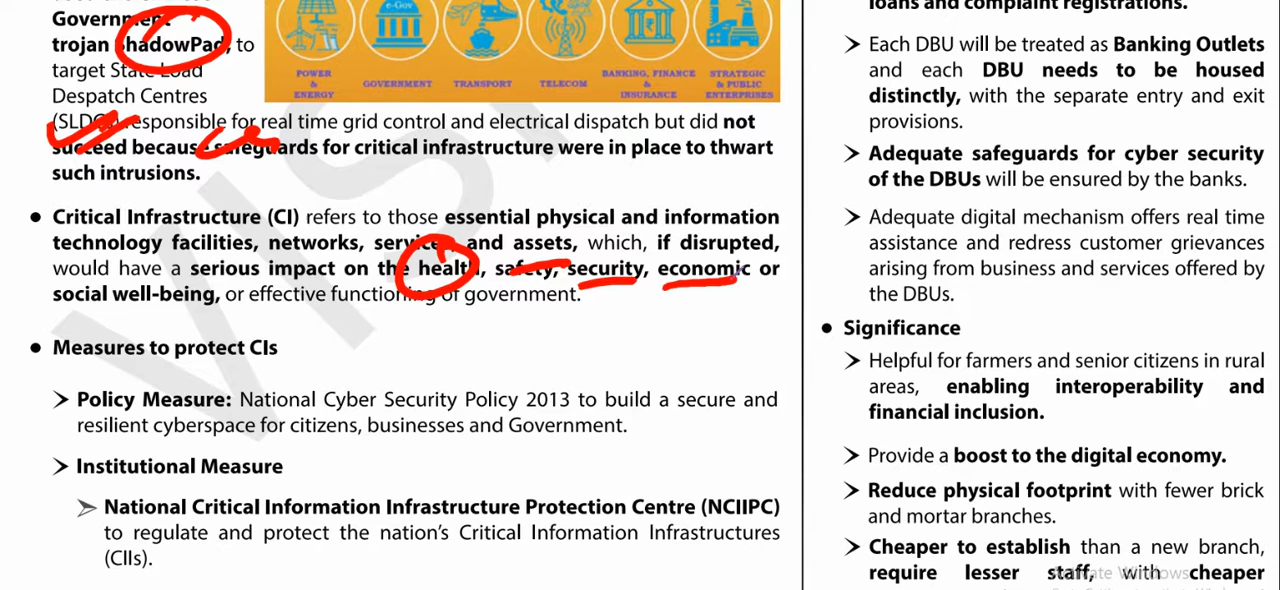 Government
trojan ShadowPad, to
target State Load
Despatch Centres
(SLDCs) responsible for real time grid control and electrical dispatch but did not
succeed because safeguards for critical infrastructure were in place to thwart
such intrusions.
POWER
&
ENERGY
GOVERNMENT
TRANSPORT
TELECOM
BANKING, FINANCE
&
INSURANCE
STRATEGIC
& PUBLIC
ENTERPRISES
e-Gov
● Critical Infrastructure (CI) refers to those essential physical and information
technology facilities, networks, services and assets, which, if disrupted,
would have a serious impact on the health, safety, security, economic or
social well-being, or effective functioning of government.
● Measures to protect CIs
➢ Policy Measure: National Cyber Security Policy 2013 to build a secure and
resilient cyberspace for citizens, businesses and Government.
➢ Institutional Measure
➢ National Critical Information Infrastructure Protection Centre (NCIIPC)
to regulate and protect the nation's Critical Information Infrastructures
(CIIs).
loans and complaint registrations.
➢ Each DBU will be treated as Banking Outlets
and each DBU needs to be housed
distinctly, with the separate entry and exit
provisions.
➢ Adequate safeguards for cyber security
of the DBUs will be ensured by the banks.
➢ Adequate digital mechanism offers real time
assistance and redress customer grievances
arising from business and services offered by
the DBUs.
● Significance
➢ Helpful for farmers and senior citizens in rural
areas, enabling interoperability and
financial inclusion.
➢ Provide a boost to the digital economy.
➢ Reduce physical footprint with fewer brick
and mortar branches.
➢ Cheaper to establish than a new branch,
require lesser staff, with cheaper
Activate Windows
VISI